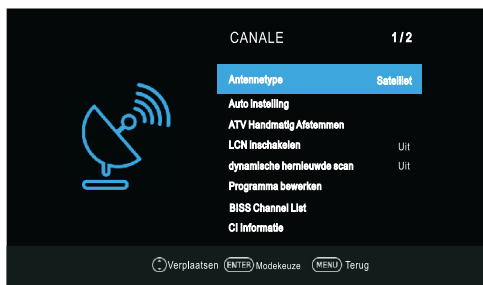 CANALE 1/2
Antennetype Satelliet
Auto instelling
ATV Handmatig Afstemmen
LCN inschakelen Uit
dynamische hernieuwde scan Uit
Programma bewerken
BISS Channel List
CI informatie
Verplaatsen ENTER Modekeuze MENU Terug